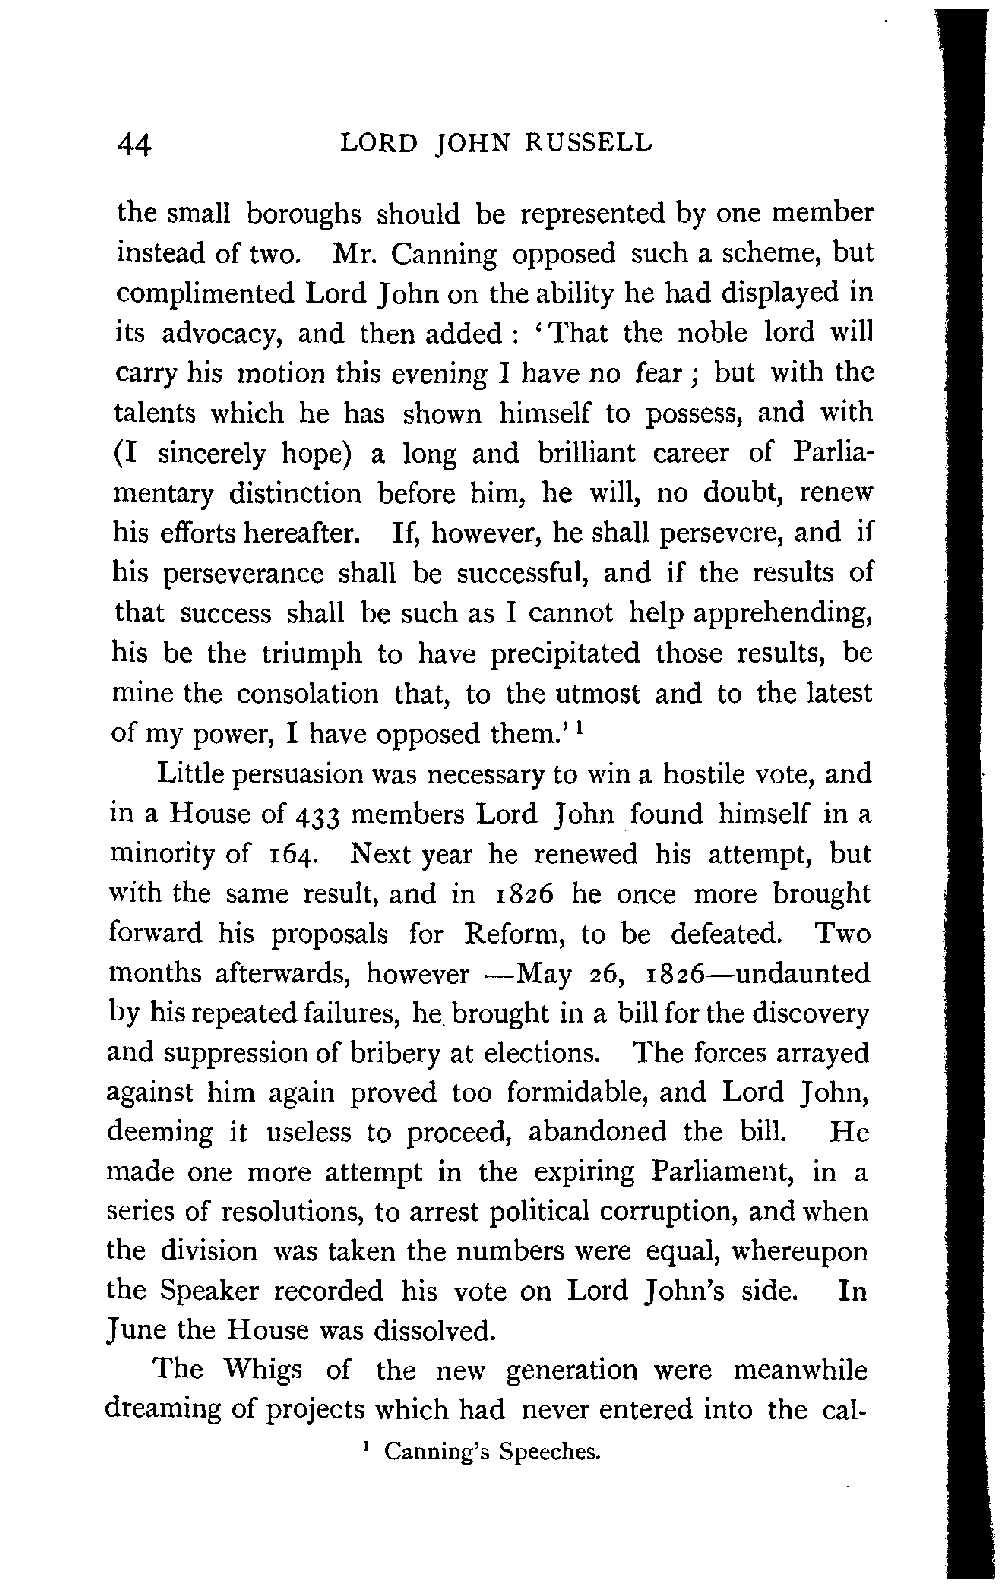 44 LORD JOHN RUSSELL
the small boroughs should be represented by one member
instead of two. Mr. Canning opposed such a scheme, but
complimented Lord John on the ability he had displayed in
its advocacy, and then added : 'That the noble lord will
carry his motion this evening I have no fear ; but with the
talents which he has shown himself to possess, and with
(I sincerely hope) a long and brilliant career of Parlia-
mentary distinction before him, he will, no doubt, renew
his efforts hereafter. If, however, he shall persevere, and if
his perseverance shall be successful, and if the results of
that success shall be such as I cannot help apprehending,
his be the triumph to have precipitated those results, be
mine the consolation that, to the utmost and to the latest
of my power, I have opposed them.' 1
Little persuasion was necessary to win a hostile vote, and
in a House of 433 members Lord John found himself in a
minority of 164. Next year he renewed his attempt, but
with the same result, and in 1826 he once more brought
forward his proposals for Reform, to be defeated. Two
months afterwards, however —May 26, 1826—undaunted
by his repeated failures, he brought in a bill for the discovery
and suppression of bribery at elections. The forces arrayed
against him again proved too formidable, and Lord John,
deeming it useless to proceed, abandoned the bill. He
made one more attempt in the expiring Parliament, in a
series of resolutions, to arrest political corruption, and when
the division was taken the numbers were equal, whereupon
the Speaker recorded his vote on Lord John's side. In
June the House was dissolved.
The Whigs of the new generation were meanwhile
dreaming of projects which had never entered into the cal-
1 Canning's Speeches.